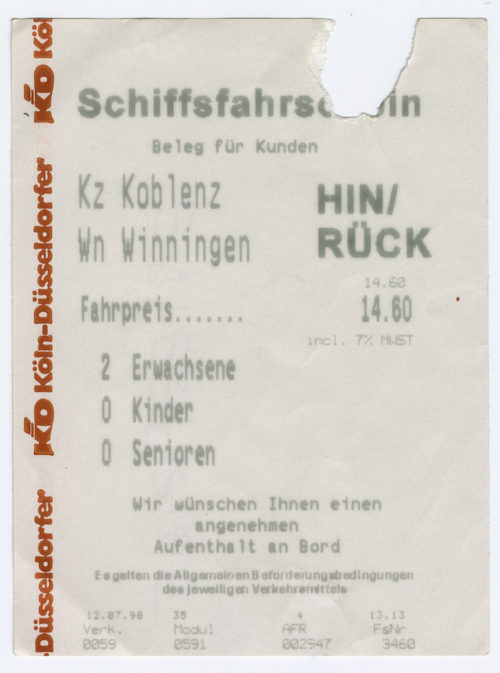 Schiffsfahrschein
Beleg für Kunden
Kz Koblenz
HIN/
Wn Winningen
RÜCK
14.60
Fahrpreis....... 14.60
incl. 7% MWST
2 Erwachsene
0 Kinder
0 Senioren
Wir wünschen Ihnen einen
angenehmen
Aufenthalt an Bord
Es gelten die Allgemeinen Beförderungsbedingungen
des jeweiligen Verkehrsmittels
12.07.98 35 4 13.13
Verk. Modul AFR FsNr
0059 0591 002947 3460
KD Köl
KD Köln-Düsseldorfer
-Düsseldorfer